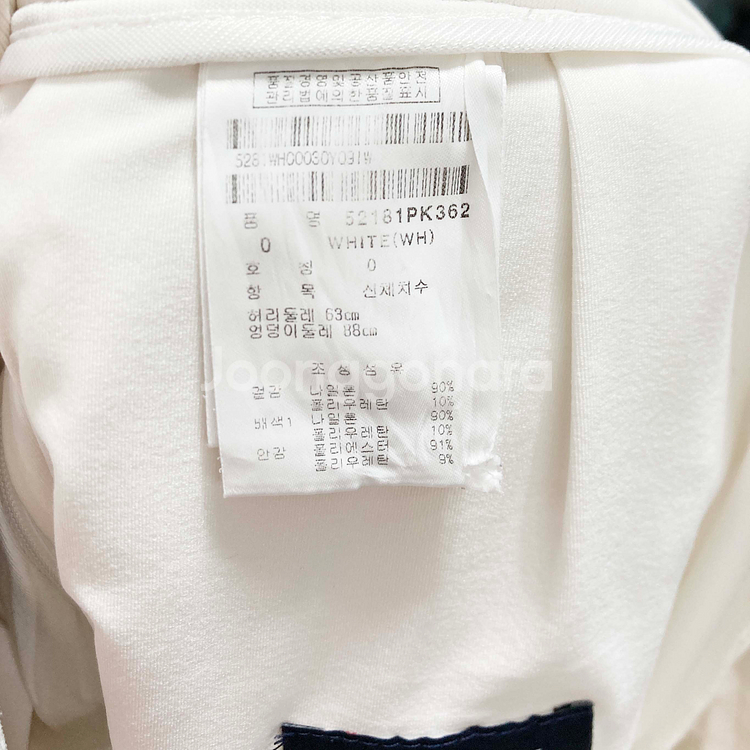 품질경영및공산품안전
관리법에의한품질표시
품 명 52181PK362
0 WHITE(WH)
호 칭 0
항 목 신체치수
허리둘레 63cm
엉덩이둘레 88cm
조성섬유
Joonggonara
겉감 나일론 90%
폴리우레탄 10%
배색1 나일론 90%
폴리우레탄 10%
안감 폴리에스터 91%
폴리우레탄 9%